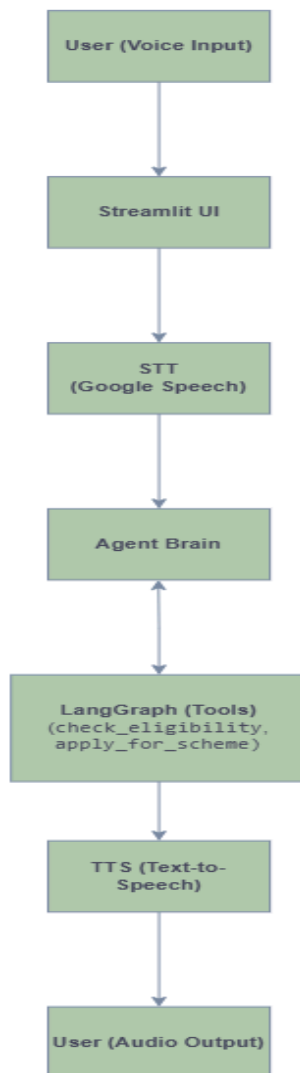 User (Voice Input)
Streamlit UI
STT
(Google Speech)
Agent Brain
LangGraph (Tools)
(check_eligibility,
apply_for_scheme)
TTS (Text-to-
Speech)
User (Audio Output)